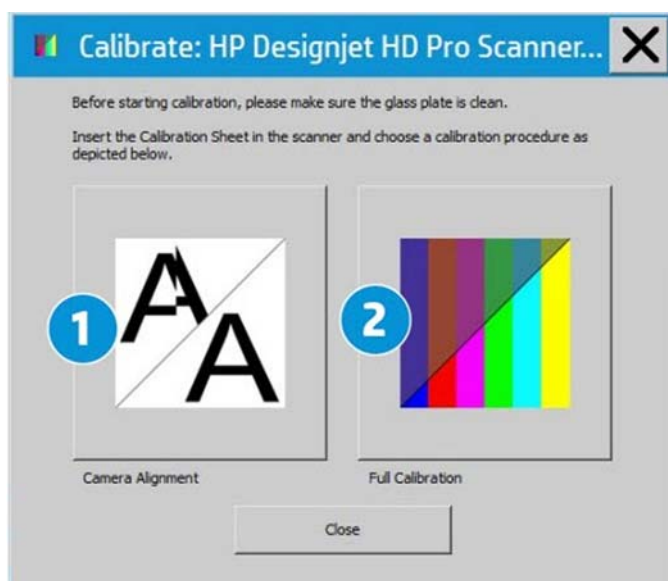 Calibrate: HP Designjet HD Pro Scanner...
Before starting calibration, please make sure the glass plate is clean.
Insert the Calibration Sheet in the scanner and choose a calibration procedure as
depicted below.
1
A
A
2
Camera Alignment
Full Calibration
Close